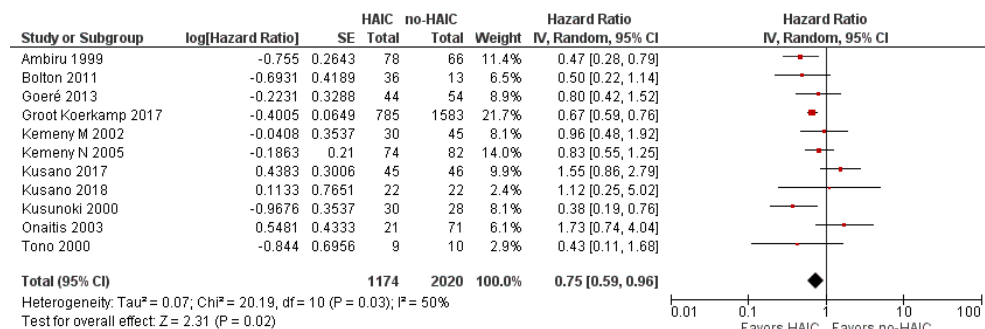 HAIC no-HAIC Hazard Ratio Hazard Ratio
Study or Subgroup log[Hazard Ratio] SE Total Total Weight IV, Random, 95% CI IV, Random, 95% CI
Ambiru 1999 -0.755 0.2643 78 66 11.4% 0.47 [0.28, 0.79]
Bolton 2011 -0.6931 0.4189 36 13 6.5% 0.50 [0.22, 1.14]
Goeré 2013 -0.2231 0.3288 44 54 8.9% 0.80 [0.42, 1.52]
Groot Koerkamp 2017 -0.4005 0.0649 785 1583 21.7% 0.67 [0.59, 0.76]
Kemeny M 2002 -0.0408 0.3537 30 45 8.1% 0.96 [0.48, 1.92]
Kemeny N 2005 -0.1863 0.21 74 82 14.0% 0.83 [0.55, 1.25]
Kusano 2017 0.4383 0.3006 45 46 9.9% 1.55 [0.86, 2.79]
Kusano 2018 0.1133 0.7651 22 22 2.4% 1.12 [0.25, 5.02]
Kusunoki 2000 -0.9676 0.3537 30 28 8.1% 0.38 [0.19, 0.76]
Onaitis 2003 0.5481 0.4333 21 71 6.2% 1.73 [0.74, 4.04]
Tono 2000 -0.844 0.6956 9 10 2.9% 0.43 [0.11, 1.68]
Total (95% CI) 1174 2020 100.0% 0.75 [0.59, 0.96]
Heterogeneity: Tau² = 0.07; Chi² = 20.19, df = 10 (P = 0.03); I² = 50%
Test for overall effect: Z = 2.31 (P = 0.02)
0.01 0.1 1 10 100
Favors HAIC Favors no-HAIC